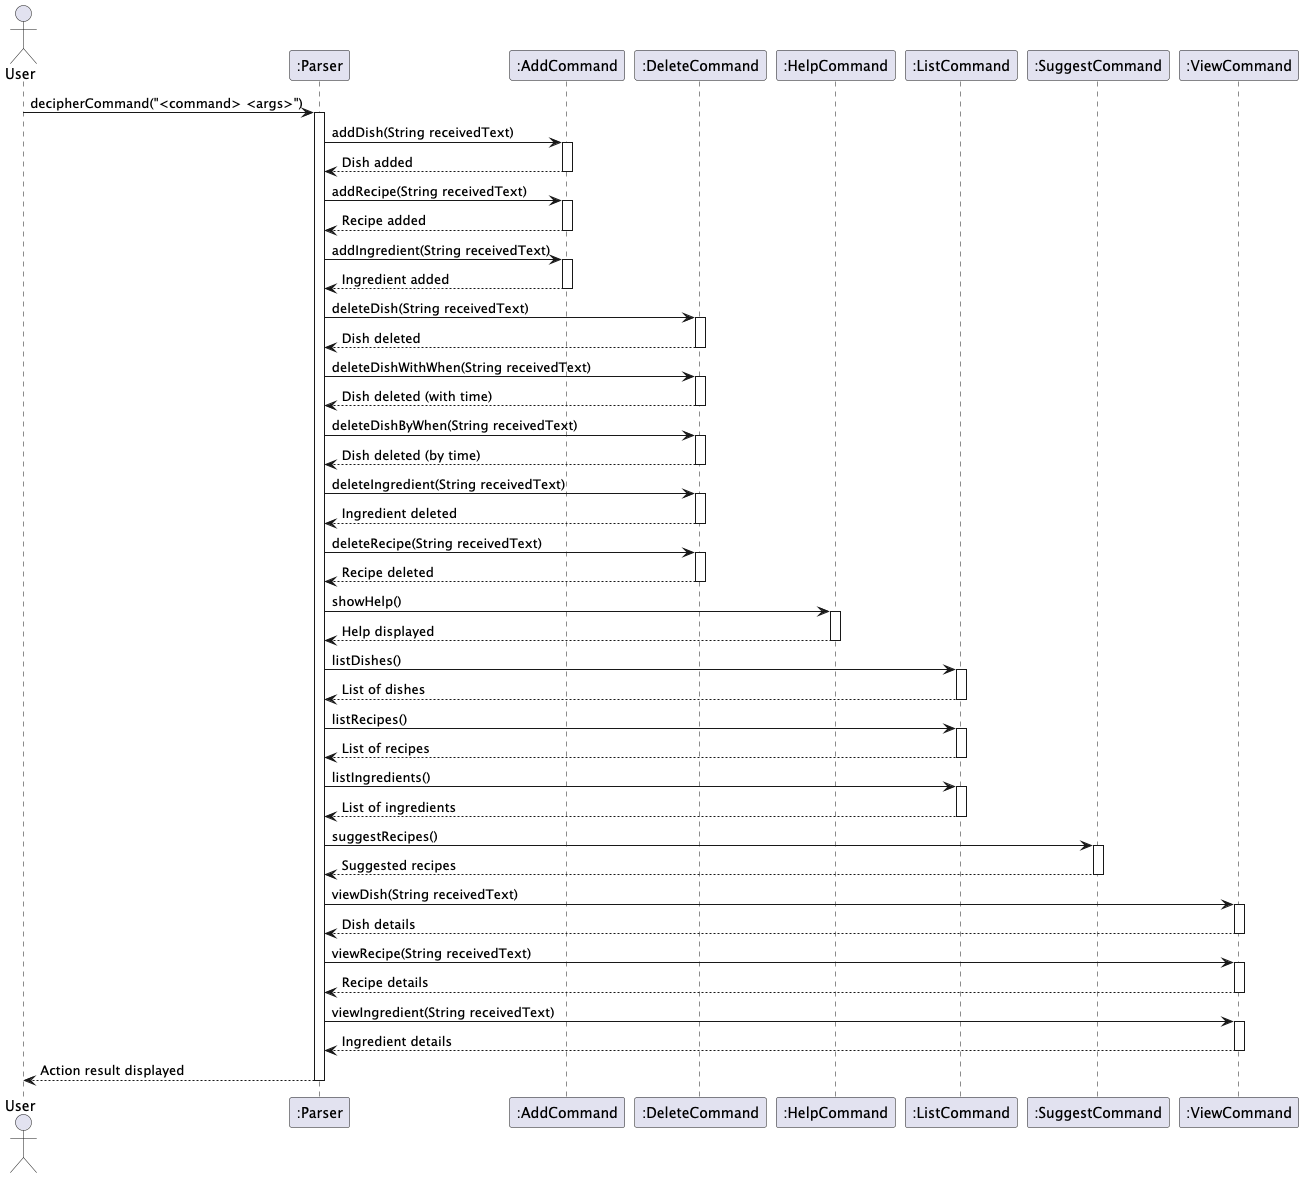 User
:Parser
:AddCommand
:DeleteCommand
:HelpCommand
:ListCommand
:SuggestCommand
:ViewCommand
decipherCommand("<command> <args>")
addDish(String receivedText)
Dish added
addRecipe(String receivedText)
Recipe added
addIngredient(String receivedText)
Ingredient added
deleteDish(String receivedText)
Dish deleted
deleteDishWithWhen(String receivedText)
Dish deleted (with time)
deleteDishByWhen(String receivedText)
Dish deleted (by time)
deleteIngredient(String receivedText)
Ingredient deleted
deleteRecipe(String receivedText)
Recipe deleted
showHelp()
Help displayed
listDishes()
List of dishes
listRecipes()
List of recipes
listIngredients()
List of ingredients
suggestRecipes()
Suggested recipes
viewDish(String receivedText)
Dish details
viewRecipe(String receivedText)
Recipe details
viewIngredient(String receivedText)
Ingredient details
Action result displayed
User
:Parser
:AddCommand
:DeleteCommand
:HelpCommand
:ListCommand
:SuggestCommand
:ViewCommand